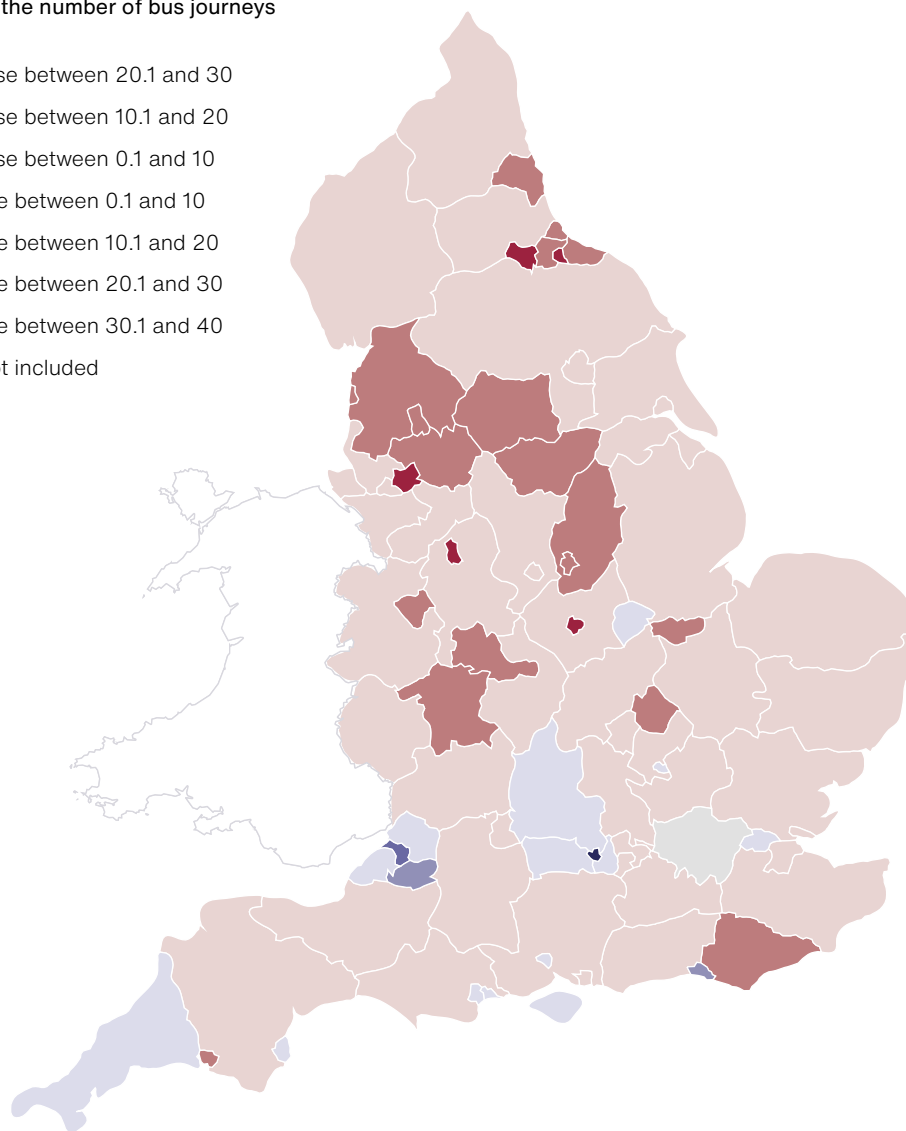 the number of bus journeys
se between 20.1 and 30
se between 10.1 and 20
se between 0.1 and 10
e between 0.1 and 10
e between 10.1 and 20
e between 20.1 and 30
e between 30.1 and 40
t included